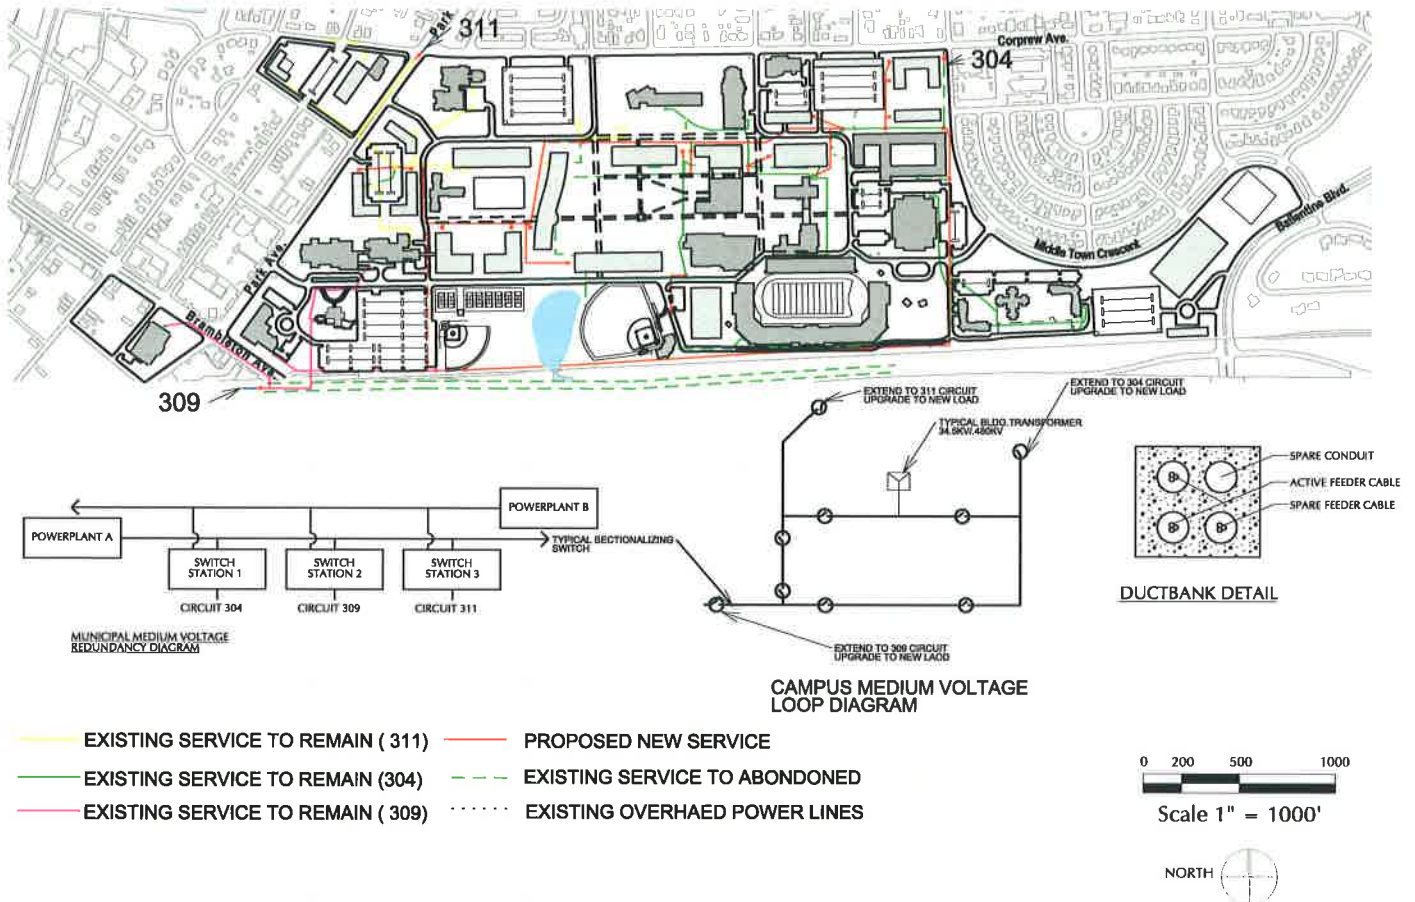 Park
311
Corprew Ave.
304
Ballentine Blvd.
Middle Town Crescent
Park Ave.
Brambleton Ave.
309
EXTEND TO 311 CIRCUIT
UPGRADE TO NEW LOAD
EXTEND TO 304 CIRCUIT
UPGRADE TO NEW LOAD
TYPICAL BLDG. TRANSFORMER
34.5KV/.480KV
SPARE CONDUIT
ACTIVE FEEDER CABLE
SPARE FEEDER CABLE
DUCTBANK DETAIL
POWERPLANT B
POWERPLANT A
TYPICAL SECTIONALIZING
SWITCH
SWITCH
STATION 1
SWITCH
STATION 2
SWITCH
STATION 3
CIRCUIT 304
CIRCUIT 309
CIRCUIT 311
MUNICIPAL MEDIUM VOLTAGE
REDUNDANCY DIAGRAM
EXTEND TO 309 CIRCUIT
UPGRADE TO NEW LAOD
CAMPUS MEDIUM VOLTAGE
LOOP DIAGRAM
EXISTING SERVICE TO REMAIN ( 311)
PROPOSED NEW SERVICE
EXISTING SERVICE TO REMAIN (304)
EXISTING SERVICE TO ABONDONED
EXISTING SERVICE TO REMAIN ( 309)
EXISTING OVERHAED POWER LINES
0 200 500 1000
Scale 1" = 1000'
NORTH